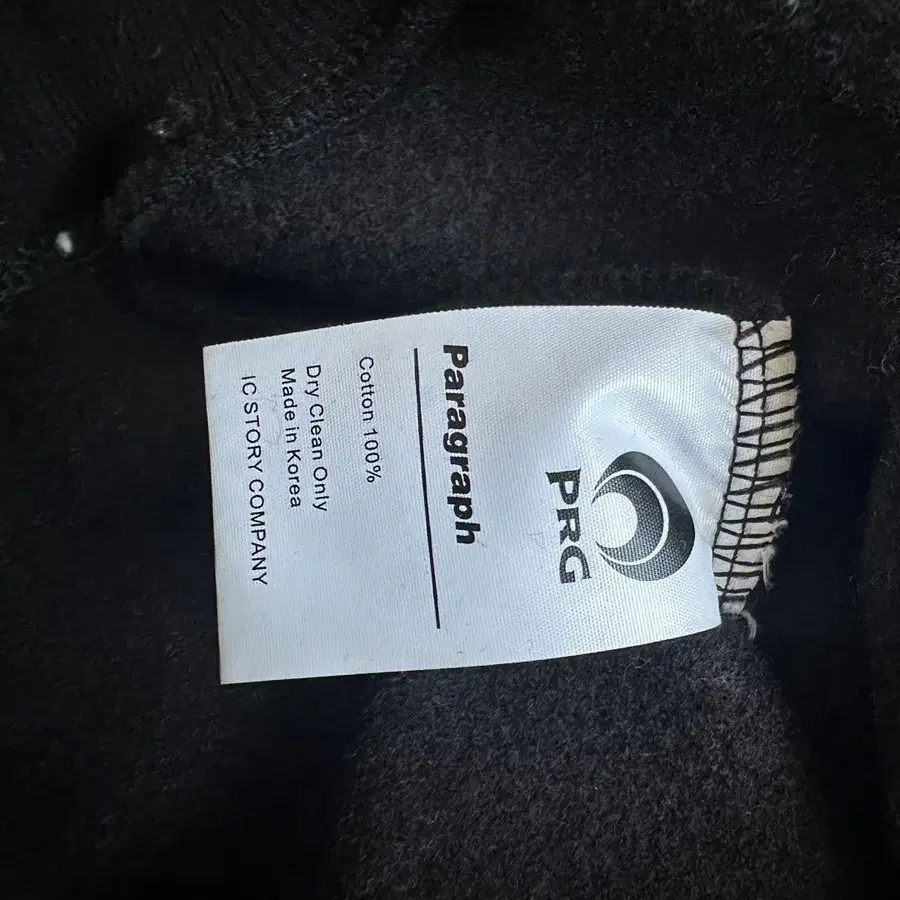 PRG
Paragraph
Cotton 100%
Dry Clean Only
Made in Korea
IC STORY COMPANY